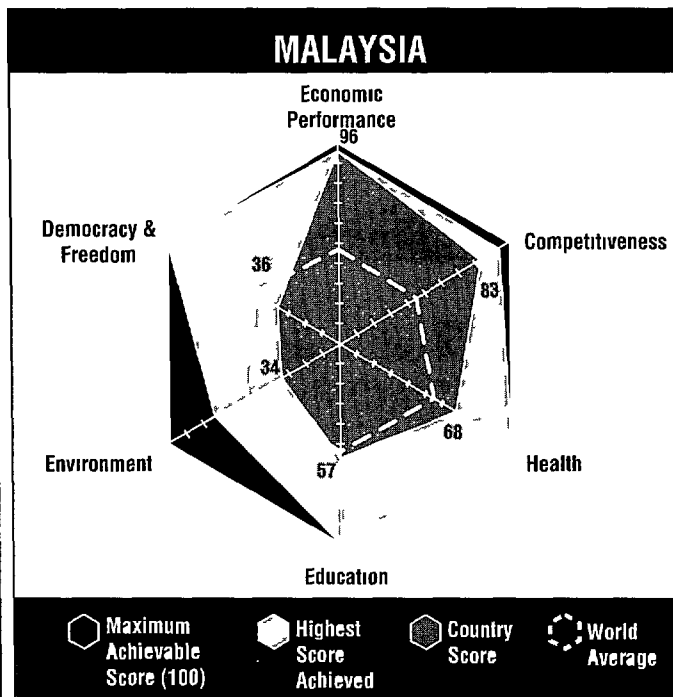 MALAYSIA
Economic
Performance
96
Democracy &
Freedom
36
Competitiveness
83
34
68
Environment
57
Health
Education
Maximum
Achievable
Score (100)
Highest
Score
Achieved
Country
Score
World
Average